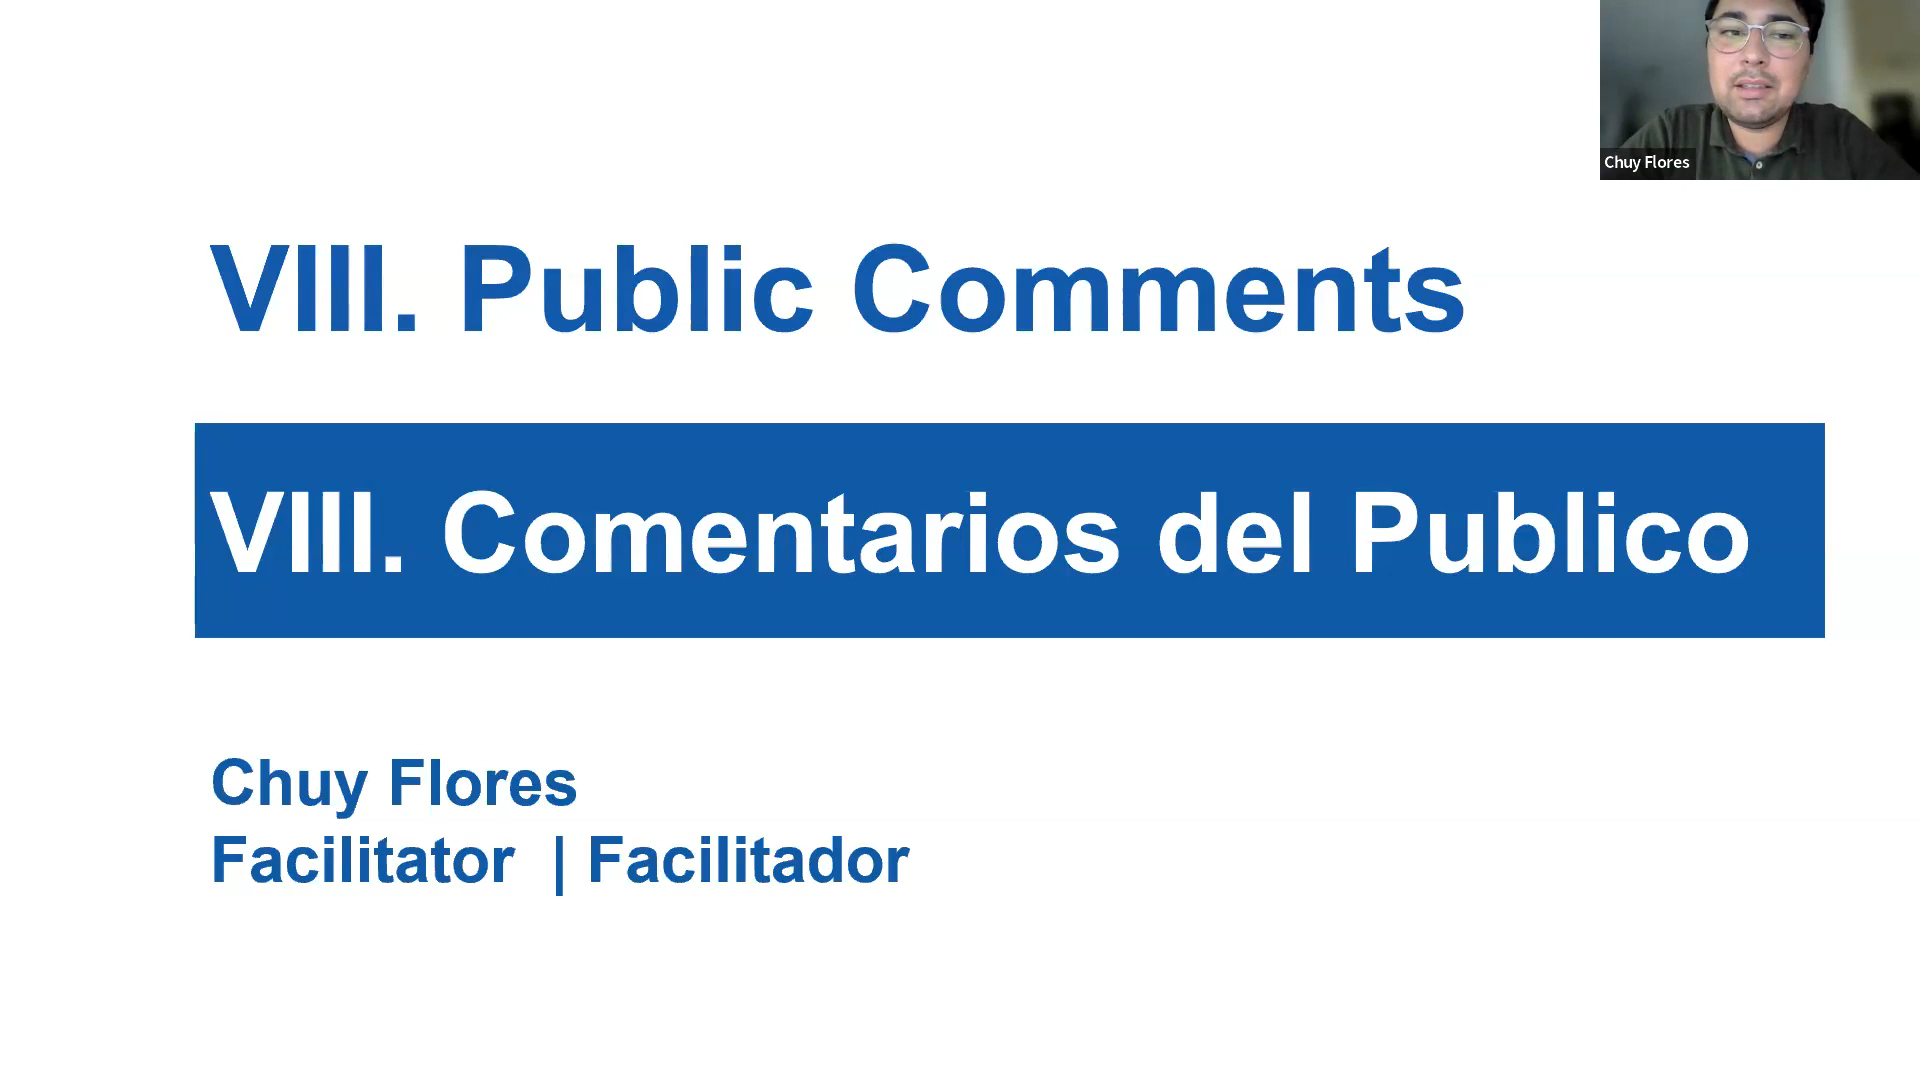 Chuy Flores
VIII. Public Comments
VIII. Comentarios del Publico
Chuy Flores
Facilitator | Facilitador